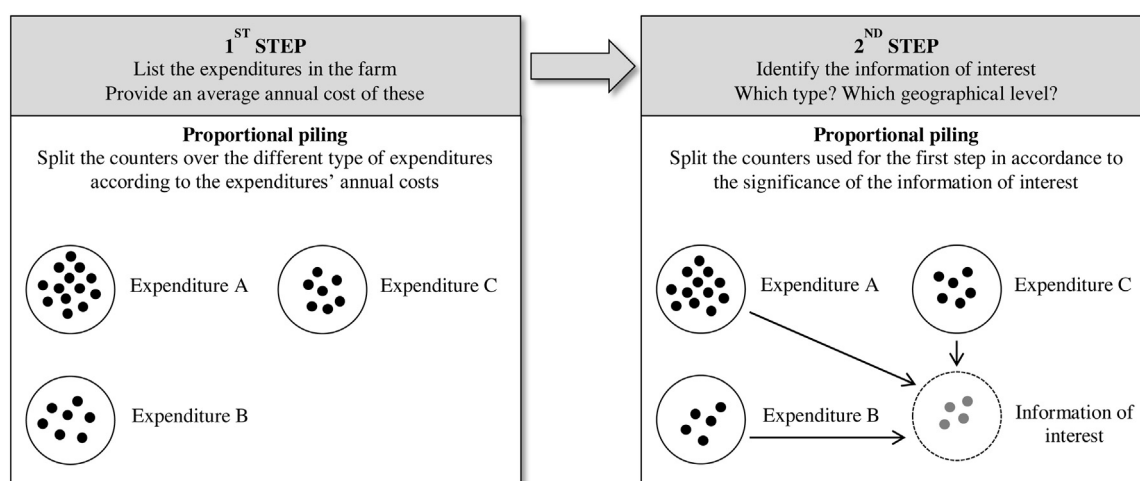 1ST STEP
List the expenditures in the farm
Provide an average annual cost of these
Proportional piling
Split the counters over the different type of expenditures
according to the expenditures’ annual costs
Expenditure A
Expenditure C
Expenditure B
2ND STEP
Identify the information of interest
Which type? Which geographical level?
Proportional piling
Split the counters used for the first step in accordance to
the significance of the information of interest
Expenditure A
Expenditure C
Expenditure B
Information of
interest